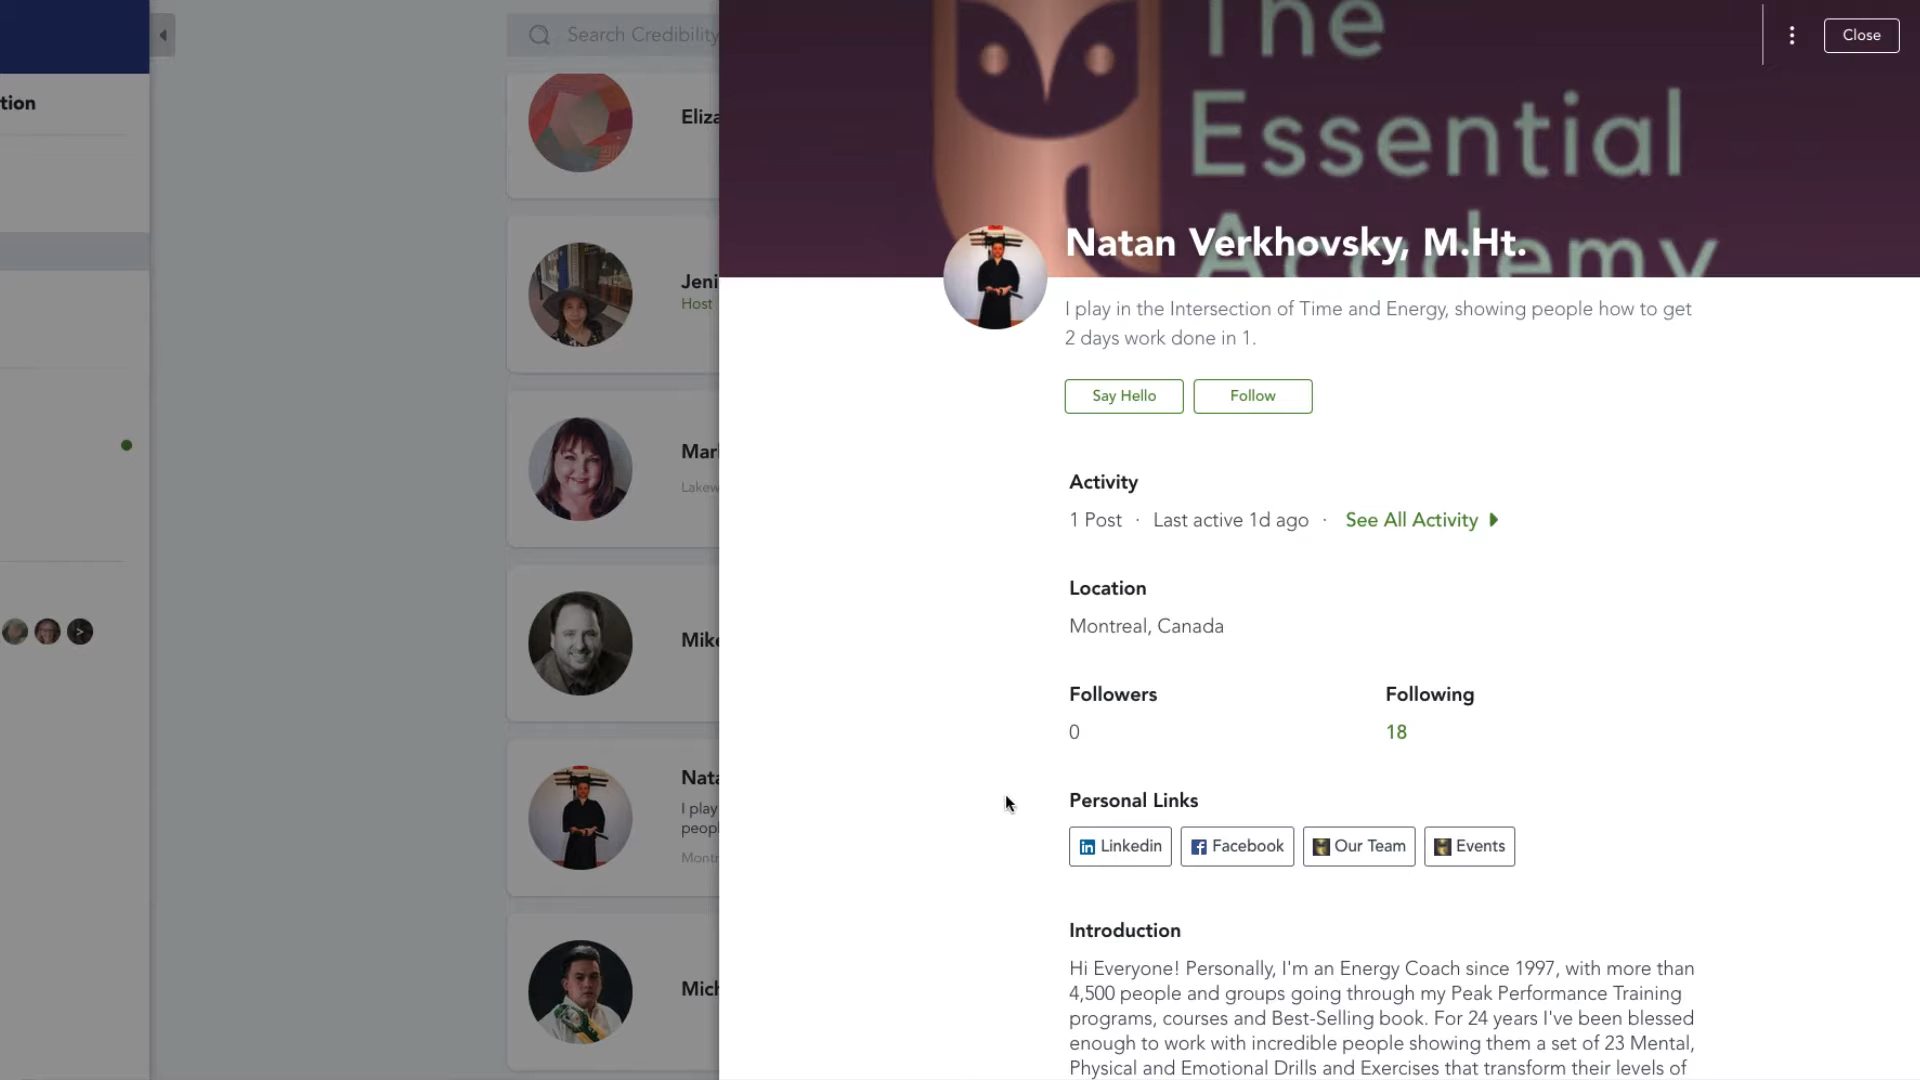 tion
Search Credibility
Eliza
Jeni
Host
Lakew
Mike
Nata
I play
peopl
Montr
Mich
The
Essential
Academy
Close
Natan Verkhovsky, M.Ht.
I play in the Intersection of Time and Energy, showing people how to get
2 days work done in 1.
Say Hello
Follow
Activity
1 Post · Last active 1d ago · See All Activity
Location
Montreal, Canada
Followers
Following
0
18
Personal Links
Linkedin
Facebook
Our Team
Events
Introduction
Hi Everyone! Personally, I'm an Energy Coach since 1997, with more than
4,500 people and groups going through my Peak Performance Training
programs, courses and Best-Selling book. For 24 years I've been blessed
enough to work with incredible people showing them a set of 23 Mental,
Physical and Emotional Drills and Exercises that transform their levels of